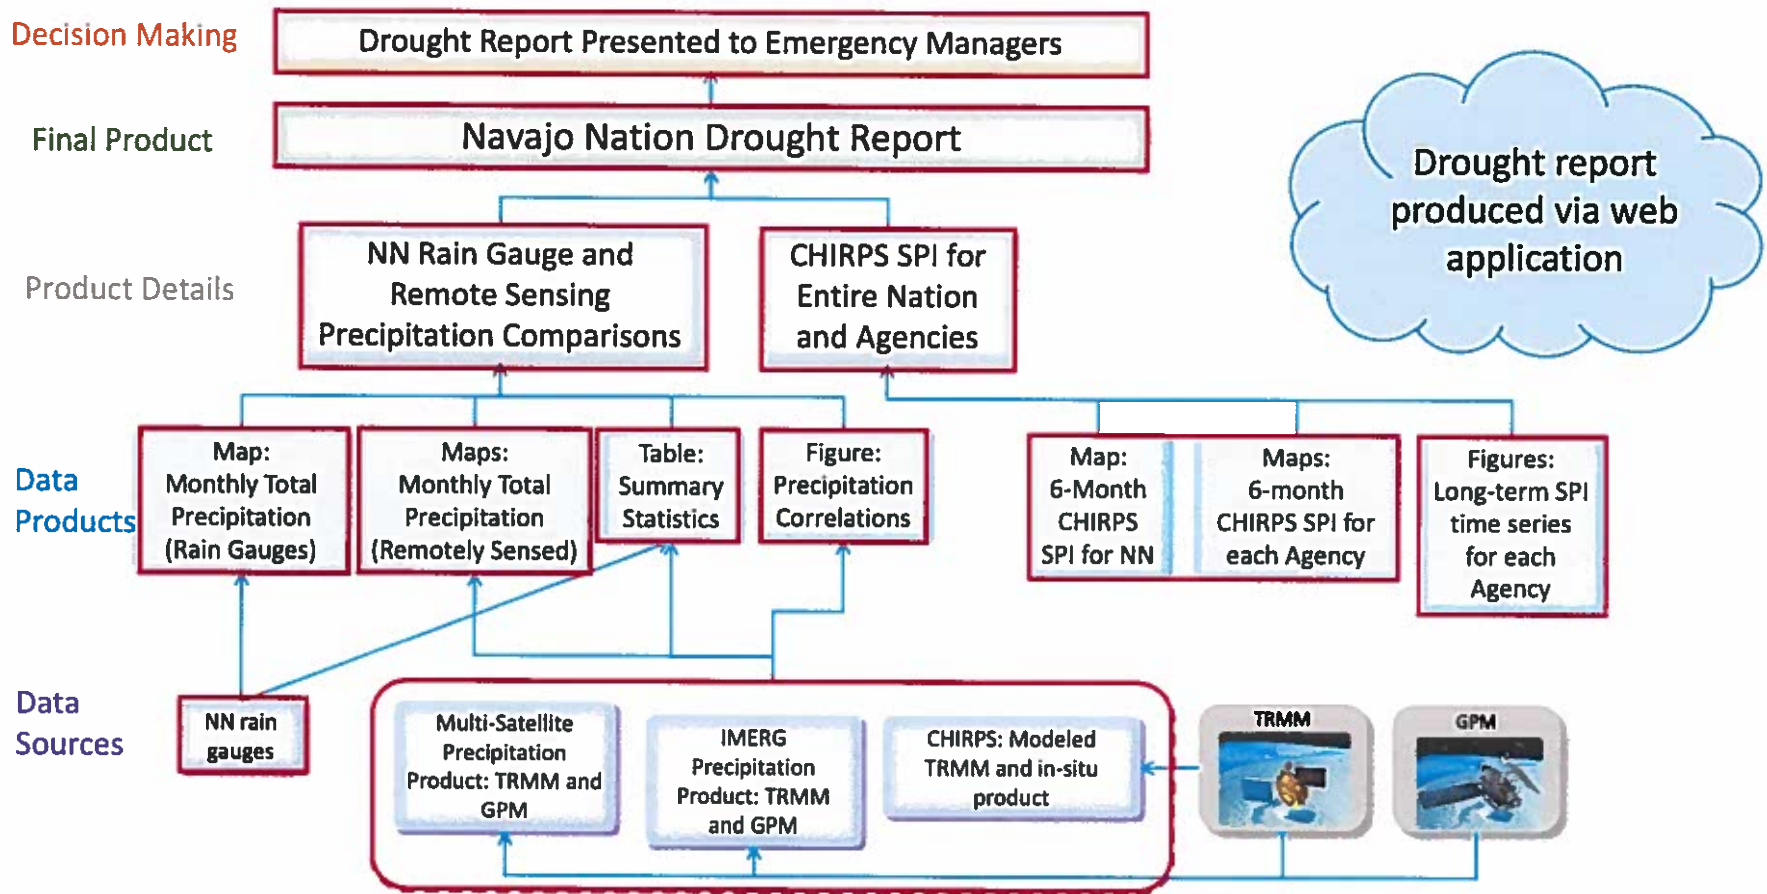 Decision Making
Drought Report Presented to Emergency Managers
Final Product
Navajo Nation Drought Report
Drought report
produced via web
application
Product Details
NN Rain Gauge and
Remote Sensing
Precipitation Comparisons
CHIRPS SPI for
Entire Nation
and Agencies
Data
Products
Map:
Monthly Total
Precipitation
(Rain Gauges)
Maps:
Monthly Total
Precipitation
(Remotely Sensed)
Table:
Summary
Statistics
Figure:
Precipitation
Correlations
Map:
6-Month
CHIRPS
SPI for NN
Maps:
6-month
CHIRPS SPI for
each Agency
Figures:
Long-term SPI
time series
for each
Agency
Data
Sources
NN rain
gauges
Multi-Satellite
Precipitation
Product: TRMM and
GPM
IMERG
Precipitation
Product: TRMM
and GPM
CHIRPS: Modeled
TRMM and in-situ
product
TRMM
GPM